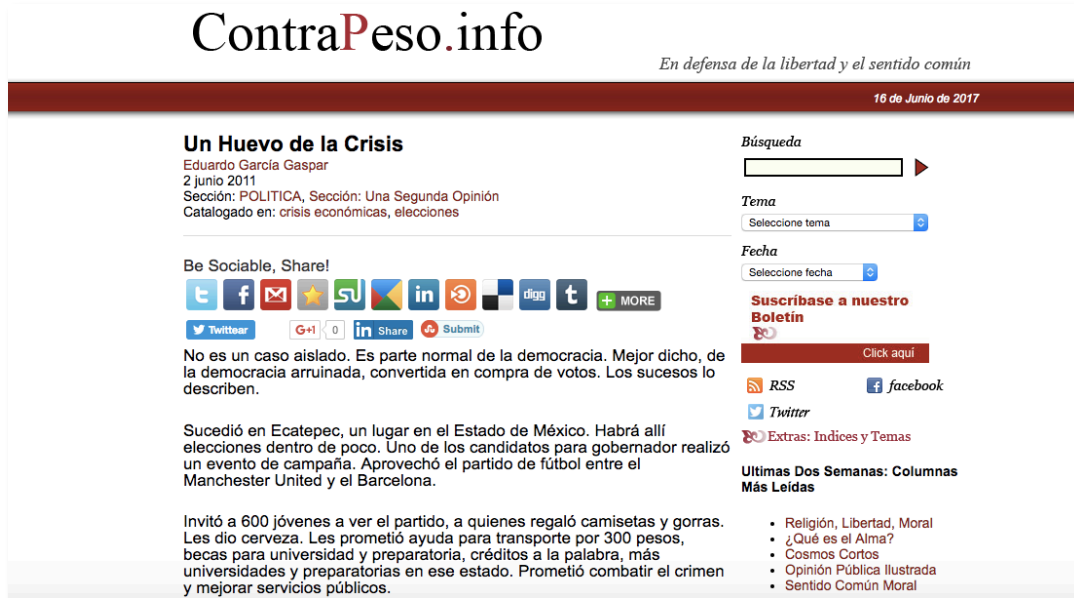 ContraPeso.info
En defensa de la libertad y el sentido común
16 de Junio de 2017
Un Huevo de la Crisis
Eduardo García Gaspar
2 junio 2011
Sección: POLITICA, Sección: Una Segunda Opinión
Catalogado en: crisis económicas, elecciones
Be Sociable, Share!
digg
MORE
Twittear
G+1 0
in Share
Submit
No es un caso aislado. Es parte normal de la democracia. Mejor dicho, de
la democracia arruinada, convertida en compra de votos. Los sucesos lo
describen.
Sucedió en Ecatepec, un lugar en el Estado de México. Habrá allí
elecciones dentro de poco. Uno de los candidatos para gobernador realizó
un evento de campaña. Aprovechó el partido de fútbol entre el
Manchester United y el Barcelona.
Invitó a 600 jóvenes a ver el partido, a quienes regaló camisetas y gorras.
Les dio cerveza. Les prometió ayuda para transporte por 300 pesos,
becas para universidad y preparatoria, créditos a la palabra, más
universidades y preparatorias en ese estado. Prometió combatir el crimen
y mejorar servicios públicos.
Búsqueda
Tema
Seleccione tema
Fecha
Seleccione fecha
Suscríbase a nuestro
Boletín
Click aquí
RSS
facebook
Twitter
Extras: Indices y Temas
Ultimas Dos Semanas: Columnas
Más Leídas
Religión, Libertad, Moral
¿Qué es el Alma?
Cosmos Cortos
Opinión Pública Ilustrada
Sentido Común Moral